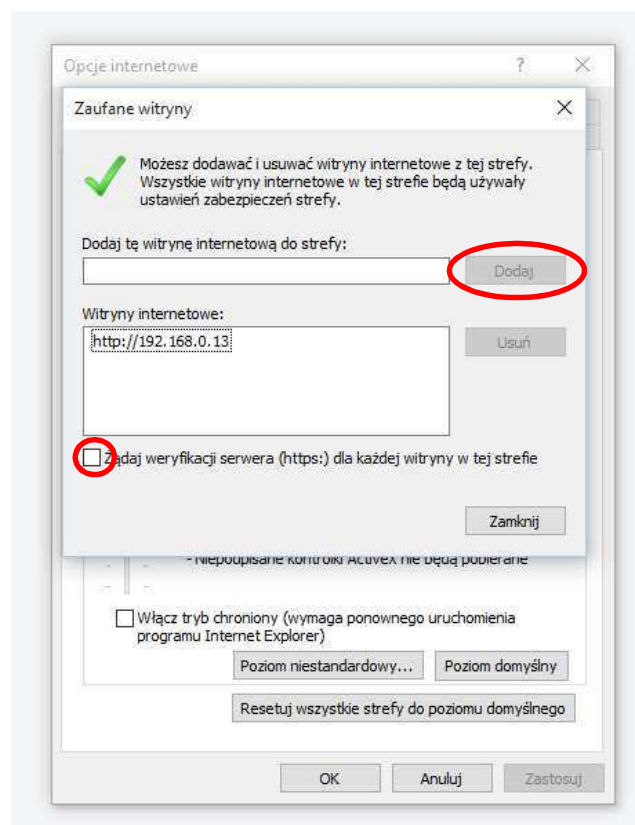 Opcje internetowe
?
Zaufane witryny
Możesz dodawać i usuwać witryny internetowe z tej strefy.
Wszystkie witryny internetowe w tej strefie będą używały
ustawień zabezpieczeń strefy.
Dodaj tę witrynę internetową do strefy:
Dodaj
Witryny internetowe:
http://192.168.0.13
Usuń
Żądaj weryfikacji serwera (https:) dla każdej witryny w tej strefie
Zamknij
- Niepodpisane kontrolki ActiveX nie będą pobierane
Włącz tryb chroniony (wymaga ponownego uruchomienia
programu Internet Explorer)
Poziom niestandardowy... Poziom domyślny
Resetuj wszystkie strefy do poziomu domyślnego
OK Anuluj Zastosuj